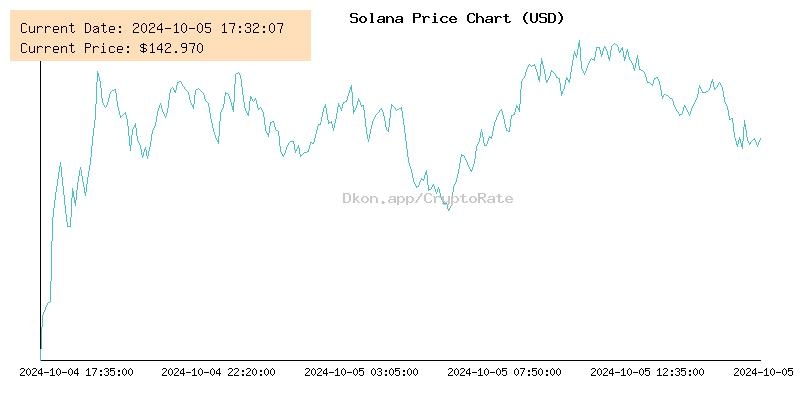 Solana Price Chart (USD)
Current Date: 2024-10-05 17:32:07
Current Price: $142.970
Dkon.app/CryptoRate
2024-10-04 17:35:00
2024-10-04 22:20:00
2024-10-05 03:05:00
2024-10-05 07:50:00
2024-10-05 12:35:00
2024-10-05